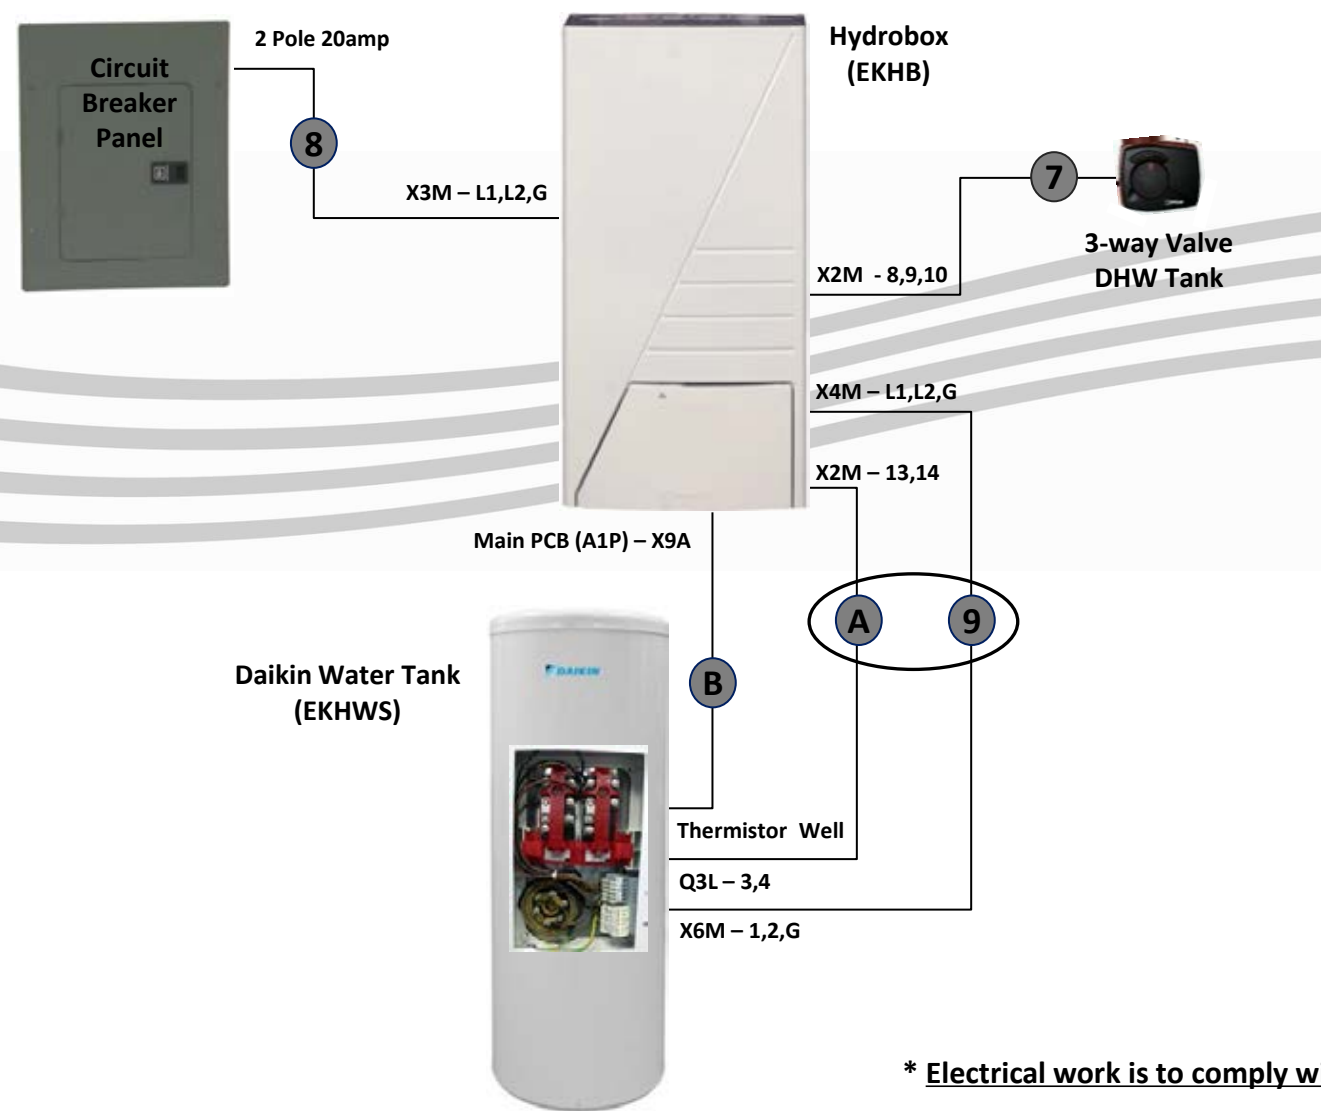 2 Pole 20amp
Circuit
Breaker
Panel
8
X3M – L1,L2,G
Hydrobox
(EKHB)
7
3-way Valve
DHW Tank
X2M - 8,9,10
X4M – L1,L2,G
X2M – 13,14
Main PCB (A1P) – X9A
A
9
B
Daikin Water Tank
(EKHWS)
DAIKIN
Thermistor Well
Q3L – 3,4
X6M – 1,2,G
* Electrical work is to comply